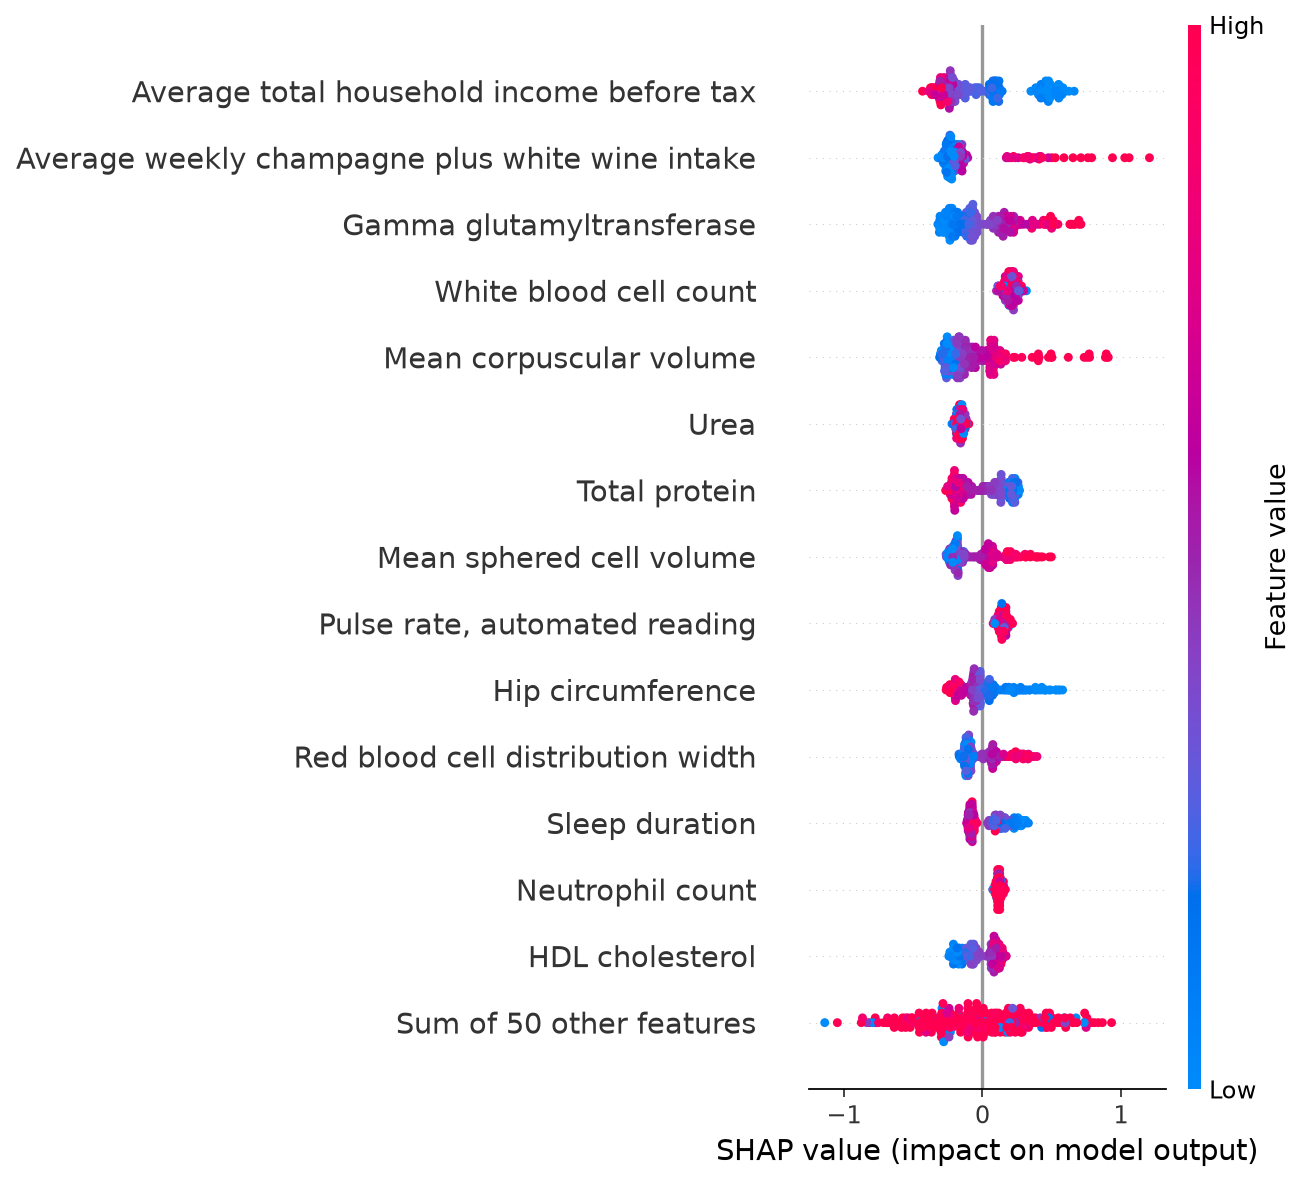 High
Average total household income before tax
Average weekly champagne plus white wine intake
Gamma glutamyltransferase
White blood cell count
Mean corpuscular volume
Urea
Total protein
Mean sphered cell volume
Pulse rate, automated reading
Hip circumference
Red blood cell distribution width
Sleep duration
Neutrophil count
HDL cholesterol
Sum of 50 other features
Feature value
Low
−1 0 1
SHAP value (impact on model output)